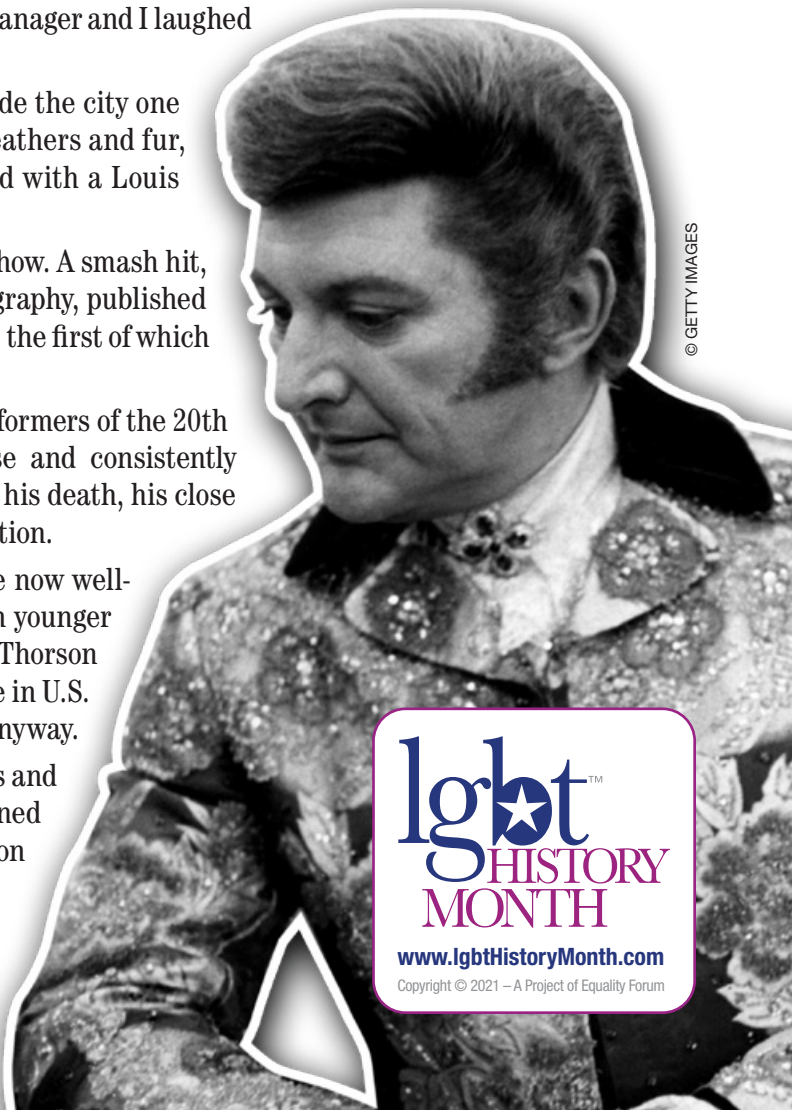 anager and I laughed
de the city one
eathers and fur,
d with a Louis
how. A smash hit,
graphy, published
the first of which
formers of the 20th
se and consistently
his death, his close
tion.
e now well-
n younger
Thorson
e in U.S.
nyway.
s and
ned
on
© GETTY IMAGES
lgbt™
HISTORY
MONTH
www.lgbtHistoryMonth.com
Copyright © 2021 – A Project of Equality Forum